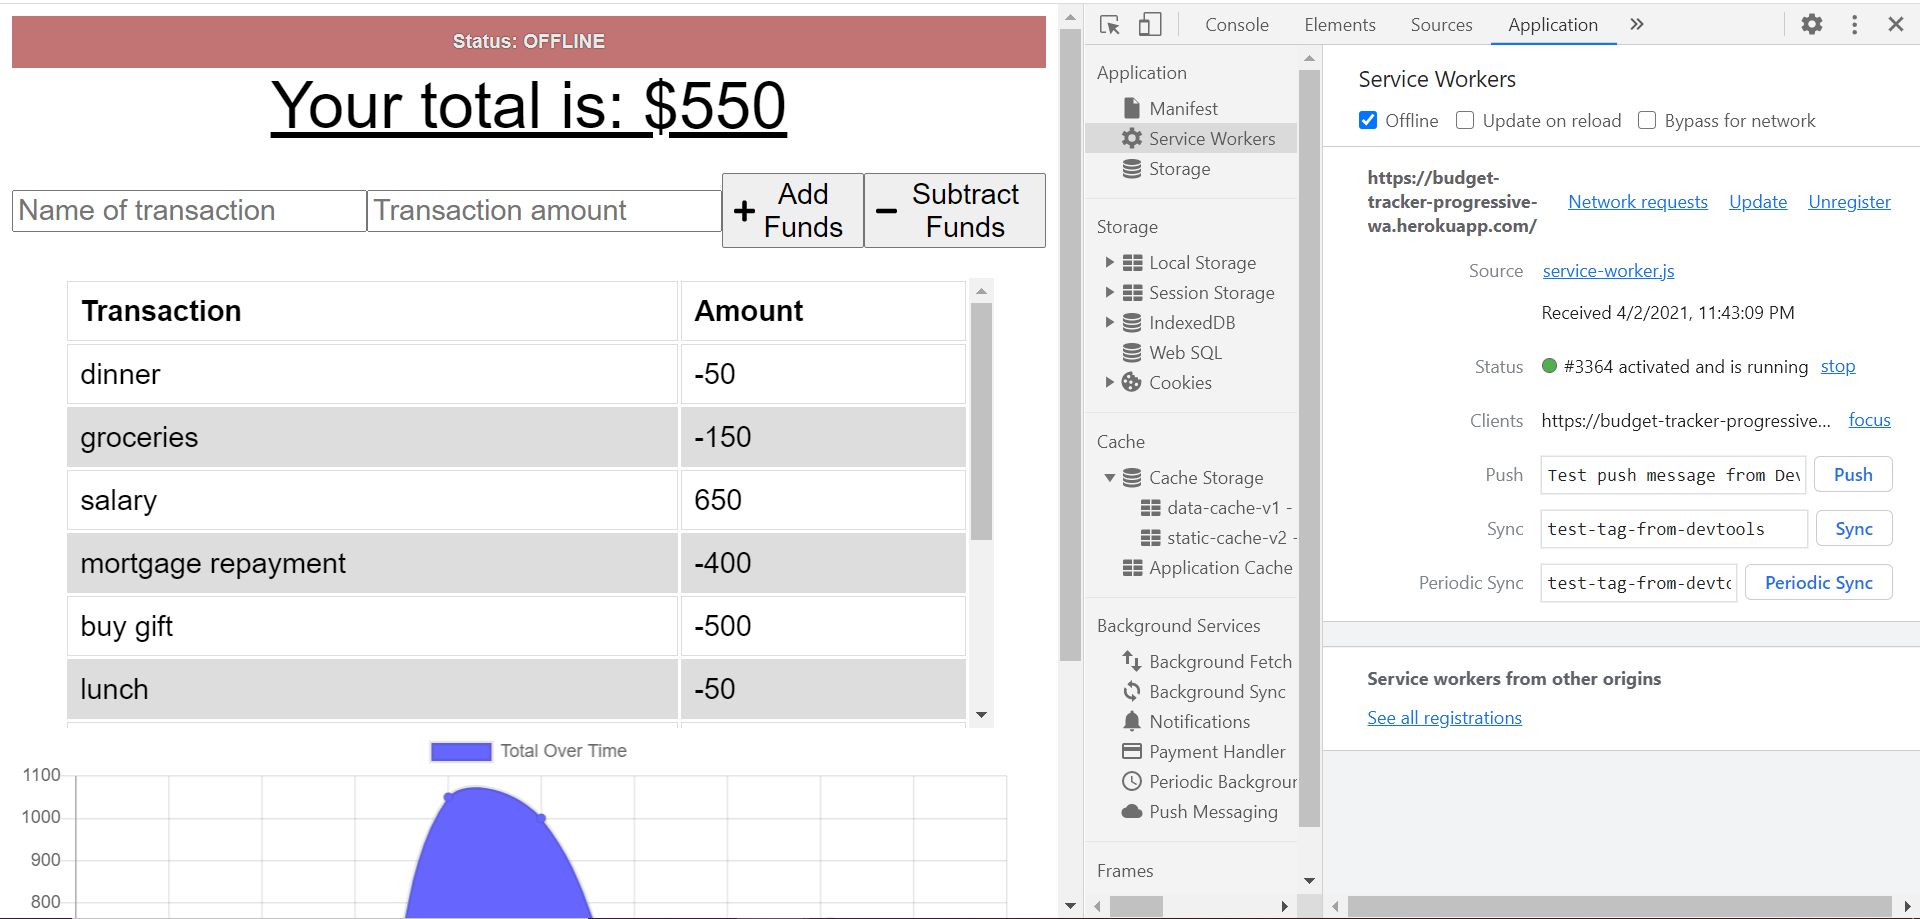 Status: OFFLINE
Your total is: $550
Name of transaction
Transaction amount
Add
Funds
Subtract
Funds
Transaction Amount
dinner -50
groceries -150
salary 650
mortgage repayment -400
buy gift -500
lunch -50
Total Over Time
1100
1000
900
800
Console Elements Sources Application
Application
Manifest
Service Workers
Storage
Storage
Local Storage
Session Storage
IndexedDB
Web SQL
Cookies
Cache
Cache Storage
data-cache-v1 -
static-cache-v2 -
Application Cache
Background Services
Background Fetch
Background Sync
Notifications
Payment Handler
Periodic Backgrour
Push Messaging
Frames
Service Workers
Offline Update on reload Bypass for network
https://budget-
tracker-progressive-
wa.herokuapp.com/
Network requests Update Unregister
Source service-worker.js
Received 4/2/2021, 11:43:09 PM
Status #3364 activated and is running stop
Clients https://budget-tracker-progressive... focus
Push Test push message from Dev Push
Sync test-tag-from-devtools Sync
Periodic Sync test-tag-from-devto Periodic Sync
Service workers from other origins
See all registrations